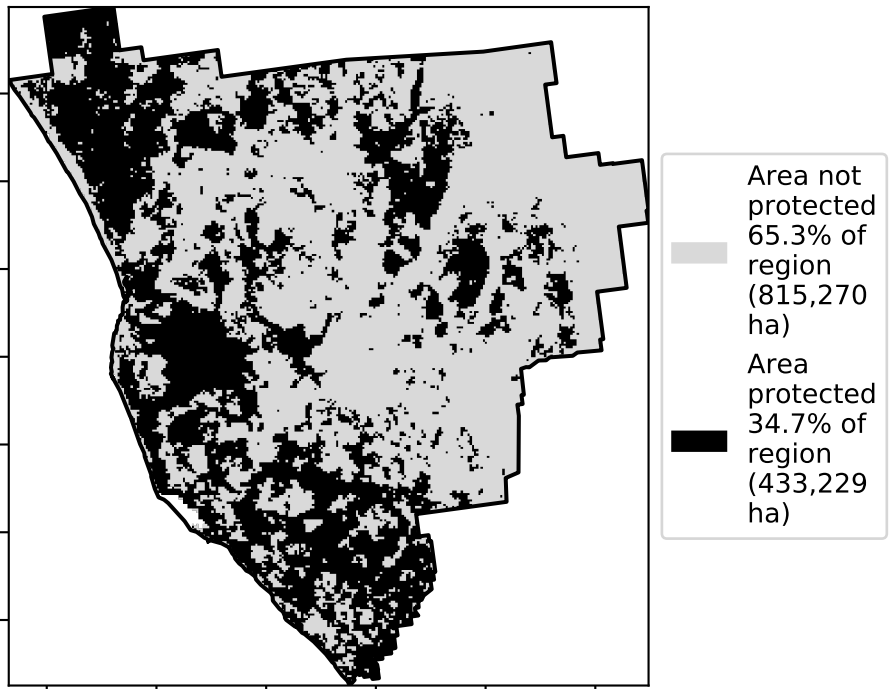 Area not
protected
65.3% of
region
(815,270
ha)
Area
protected
34.7% of
region
(433,229
ha)